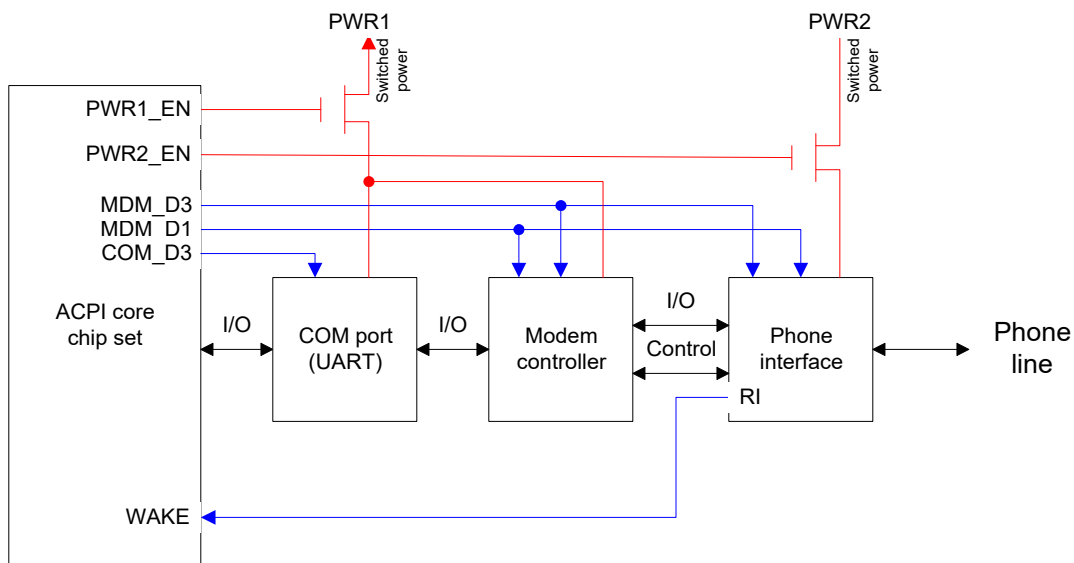 PWR1
PWR2
Switched
power
Switched
power
PWR1_EN
PWR2_EN
MDM_D3
MDM_D1
COM_D3
ACPI core
chip set
I/O
COM port
(UART)
I/O
Modem
controller
I/O
Control
Phone
interface
RI
Phone
line
WAKE